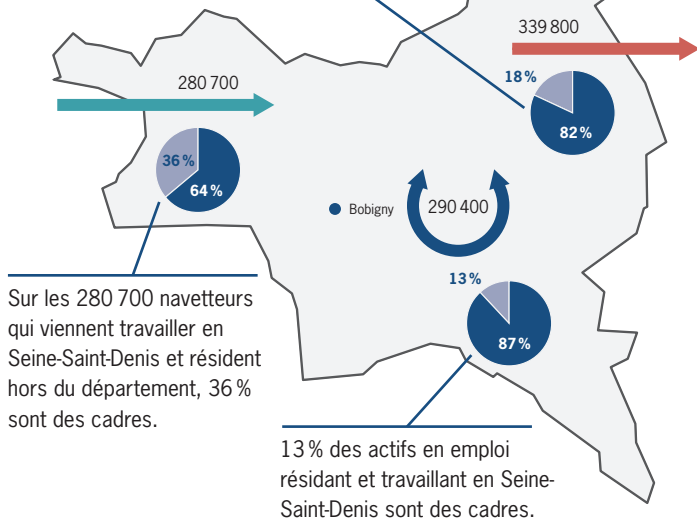 339 800
18 %
82 %
280 700
36 %
64 %
Bobigny
290 400
13 %
87 %
Sur les 280 700 navetteurs
qui viennent travailler en
Seine-Saint-Denis et résident
hors du département, 36 %
sont des cadres.
13 % des actifs en emploi
résidant et travaillant en Seine-
Saint-Denis sont des cadres.